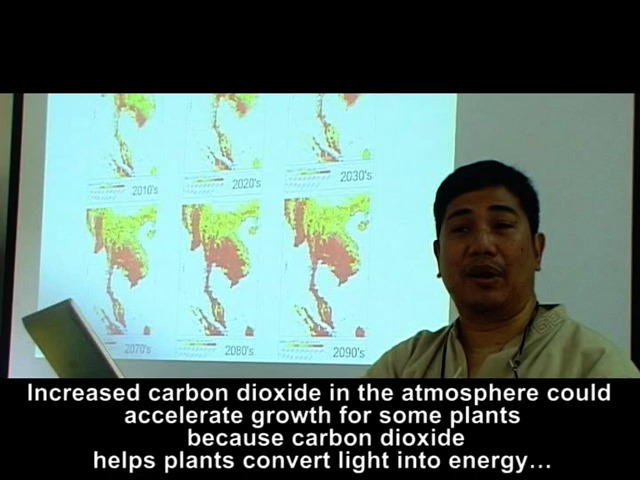 2010's
2020's
2030's
2070's
2080's
2090's
Increased carbon dioxide in the atmosphere could
accelerate growth for some plants
because carbon dioxide
helps plants convert light into energy...